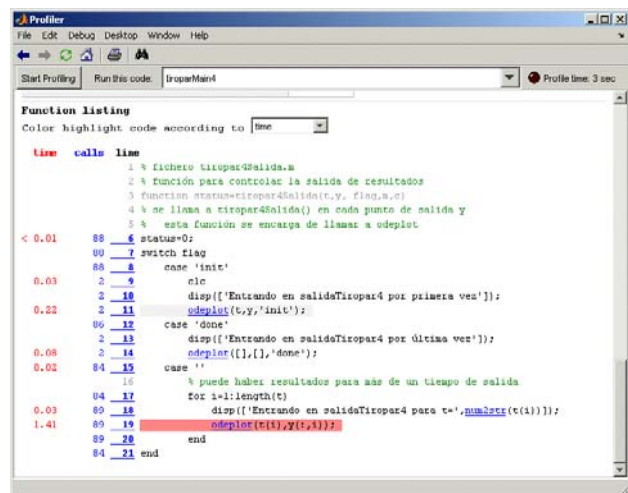 Profiler
File Edit Debug Desktop Window Help
Start Profiling Run this code: tiroparMain4 Profile time: 3 sec
Function listing
Color highlight code according to time
time calls line
1 % fichero tiropar4Salida.m
2 % función para controlar la salida de resultados
3 function status=tiropar4Salida(t,y, flag,m,c)
4 % se llama a tiropar4Salida() en cada punto de salida y
5 % esta función se encarga de llamar a odeplot
< 0.01 88 6 status=0;
88 7 switch flag
88 8 case 'init'
0.03 2 9 clc
2 10 disp(['Entrando en salidaTiropar4 por primera vez']);
0.22 2 11 odeplot(t,y,'init');
86 12 case 'done'
2 13 disp(['Entrando en salidaTiropar4 por última vez']);
0.08 2 14 odeplot([],[],'done');
0.02 84 15 case ''
16 % puede haber resultados para más de un tiempo de salida
84 17 for i=1:length(t)
0.03 89 18 disp(['Entrando en salidaTiropar4 para t=',num2str(t(i))]);
1.41 89 19 odeplot(t(i),y(:,i));
89 20 end
84 21 end